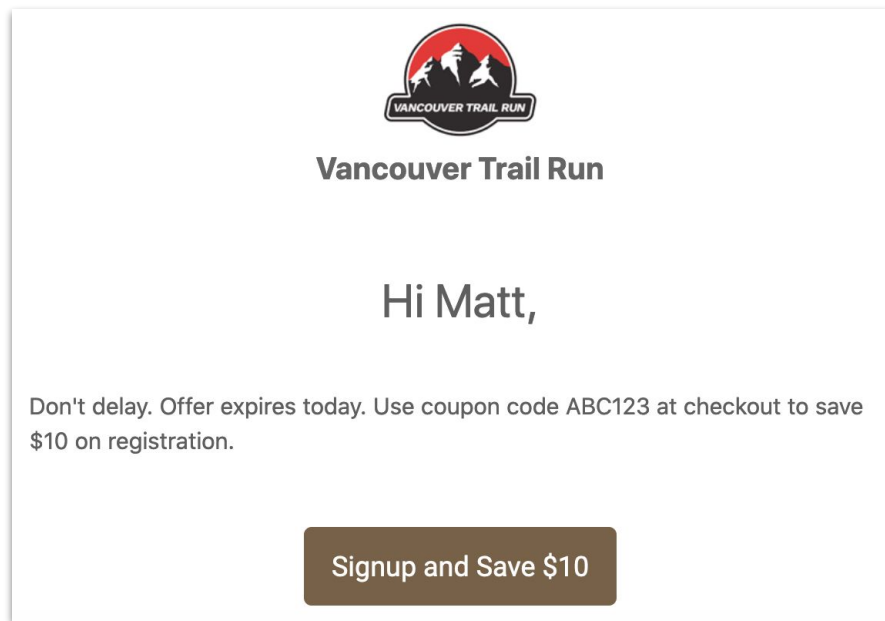 VANCOUVER TRAIL RUN
Vancouver Trail Run
Hi Matt,
Don't delay. Offer expires today. Use coupon code ABC123 at checkout to save
$10 on registration.
Signup and Save $10